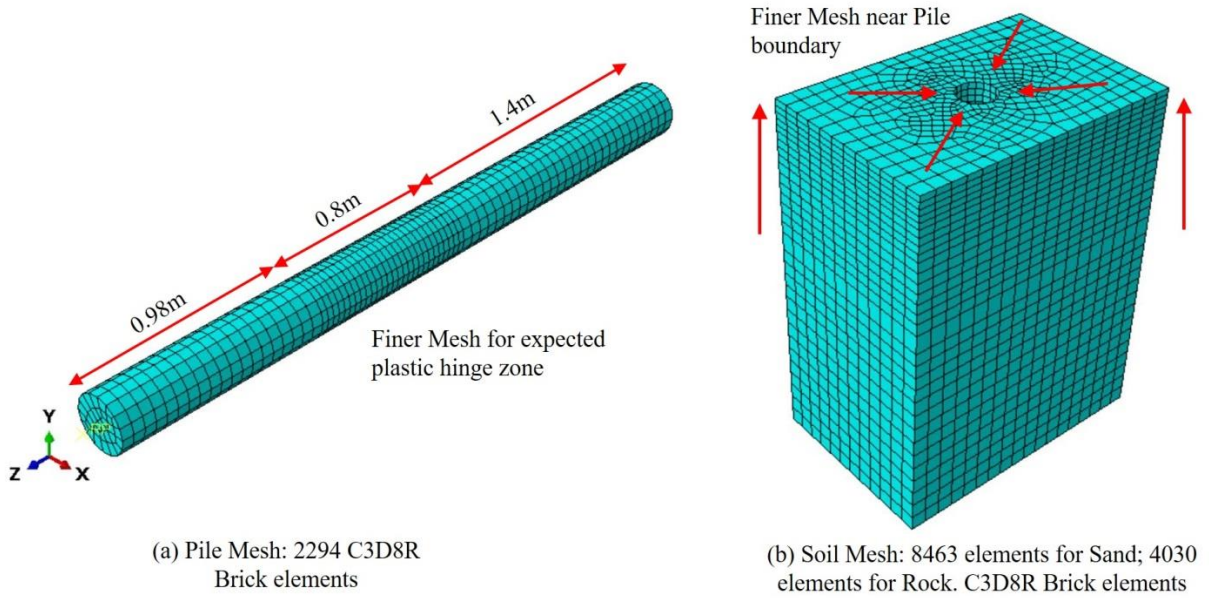 Finer Mesh near Pile
boundary
1.4m
0.8m
0.98m
Finer Mesh for expected
plastic hinge zone
Y
Z
X
RP
(a) Pile Mesh: 2294 C3D8R
Brick elements
(b) Soil Mesh: 8463 elements for Sand; 4030
elements for Rock. C3D8R Brick elements